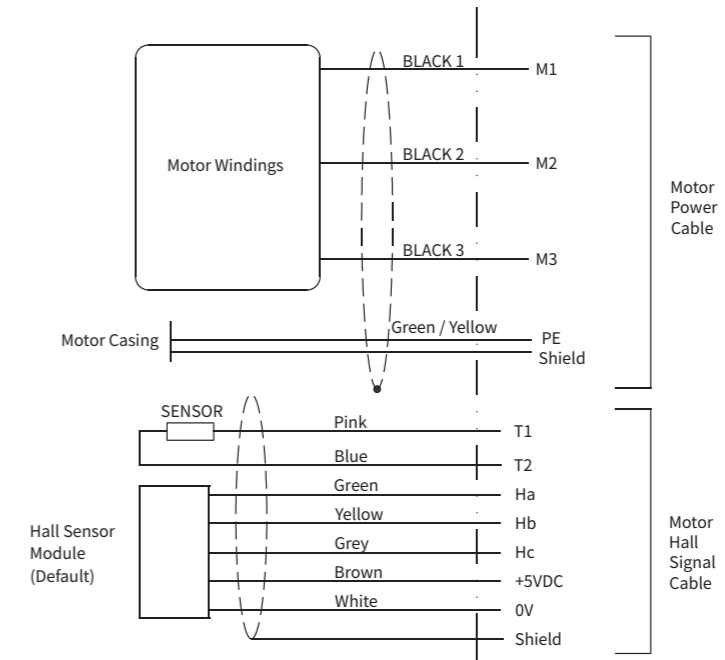 BLACK 1
M1
Motor Windings
BLACK 2
M2
BLACK 3
M3
Motor
Power
Cable
Motor Casing
Green / Yellow
PE
Shield
SENSOR
Pink
T1
Blue
T2
Green
Ha
Yellow
Hb
Grey
Hc
Brown
+5VDC
White
0V
Shield
Hall Sensor
Module
(Default)
Motor
Hall
Signal
Cable